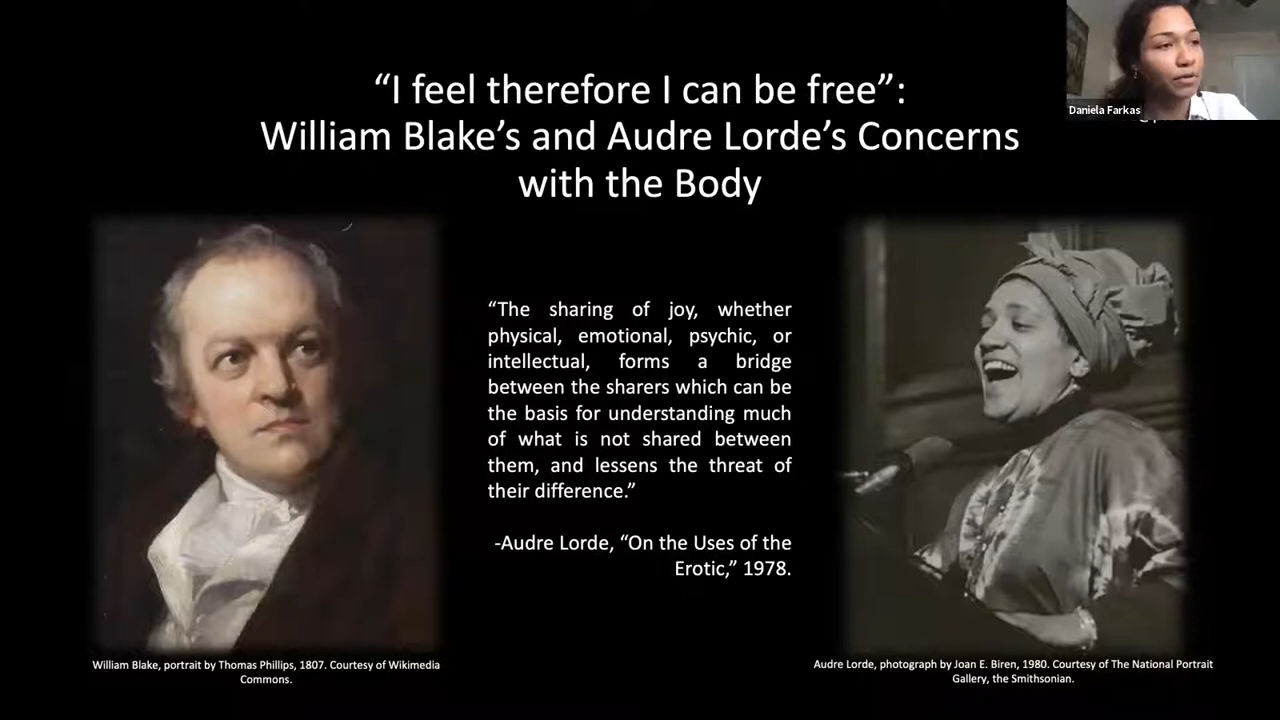 Daniela Farkas
“I feel therefore I can be free”:
William Blake’s and Audre Lorde’s Concerns
with the Body
“The sharing of joy, whether
physical, emotional, psychic, or
intellectual, forms a bridge
between the sharers which can be
the basis for understanding much
of what is not shared between
them, and lessens the threat of
their difference.”
-Audre Lorde, “On the Uses of the
Erotic,” 1978.
William Blake, portrait by Thomas Phillips, 1807. Courtesy of Wikimedia
Commons.
Audre Lorde, photograph by Joan E. Biren, 1980. Courtesy of The National Portrait
Gallery, the Smithsonian.